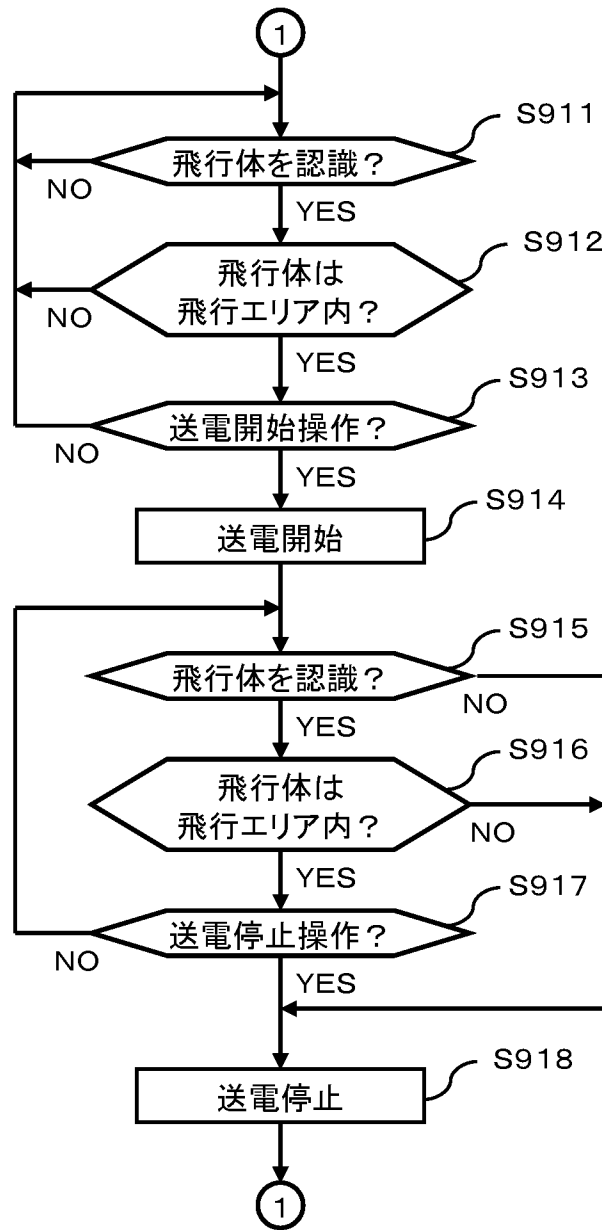 1
S911
飛行体を認識？
NO
YES
S912
飛行体は
飛行エリア内？
NO
YES
S913
送電開始操作？
NO
YES
S914
送電開始
S915
飛行体を認識？
NO
YES
S916
飛行体は
飛行エリア内？
NO
YES
S917
送電停止操作？
NO
YES
S918
送電停止
1